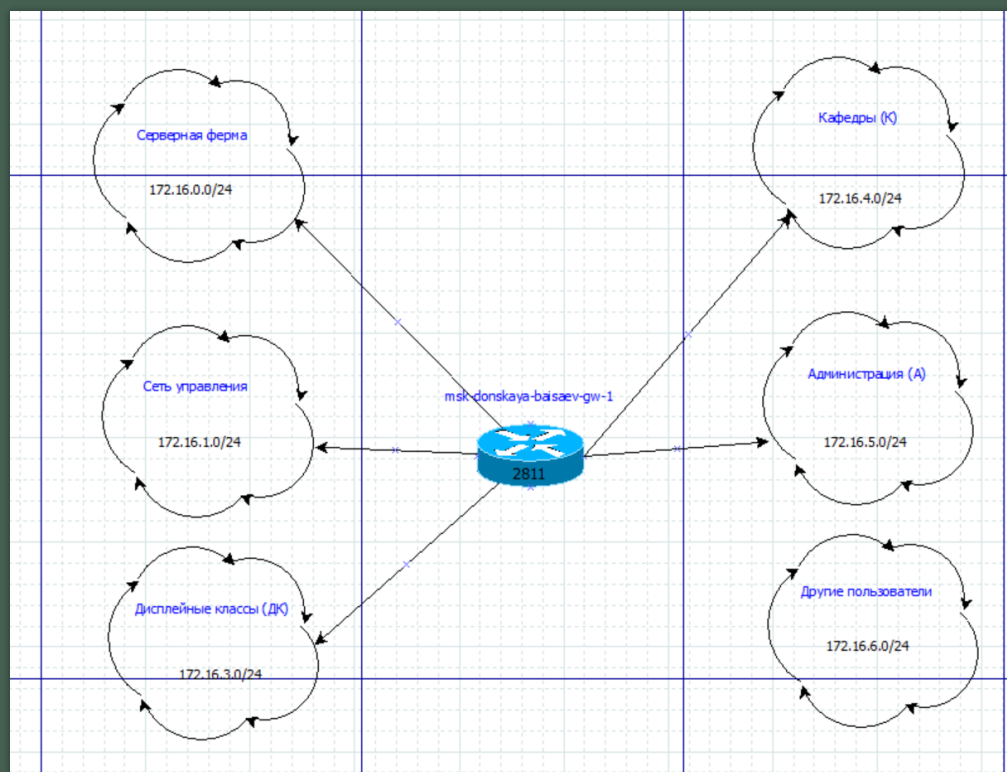 Серверная ферма
172.16.0.0/24
Кафедры (К)
172.16.4.0/24
Сеть управления
172.16.1.0/24
msk-donskaya-baisaev-gw-1
2811
Администрация (А)
172.16.5.0/24
Дисплейные классы (ДК)
172.16.3.0/24
Другие пользователи
172.16.6.0/24